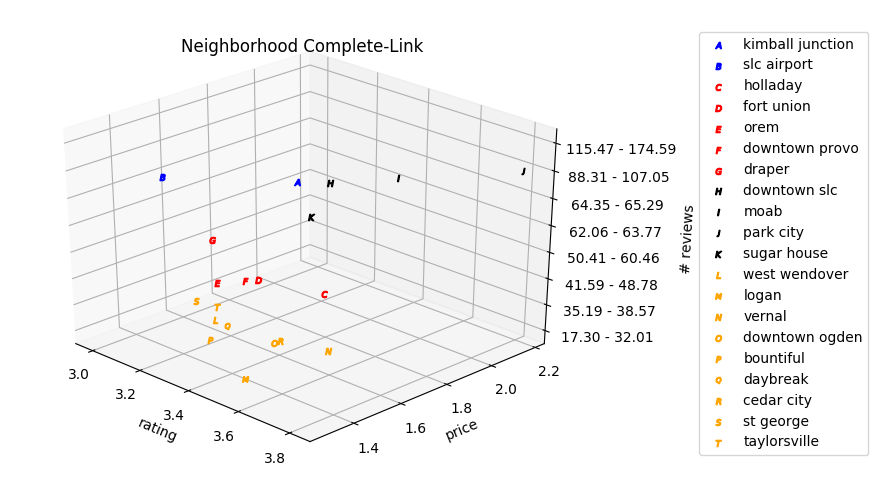 Neighborhood Complete-Link
A kimball junction
B slc airport
C holladay
D fort union
E orem
F downtown provo
G draper
H downtown slc
I moab
J park city
K sugar house
L west wendover
M logan
N vernal
O downtown ogden
P bountiful
Q daybreak
R cedar city
S st george
T taylorsville
115.47 - 174.59
88.31 - 107.05
64.35 - 65.29
62.06 - 63.77
50.41 - 60.46
41.59 - 48.78
35.19 - 38.57
17.30 - 32.01
# reviews
3.0
3.2
3.4
3.6
3.8
rating
1.4
1.6
1.8
2.0
2.2
price
B
A
H
I
J
K
G
E
F
D
C
S
T
L
Q
P
O
R
N
M